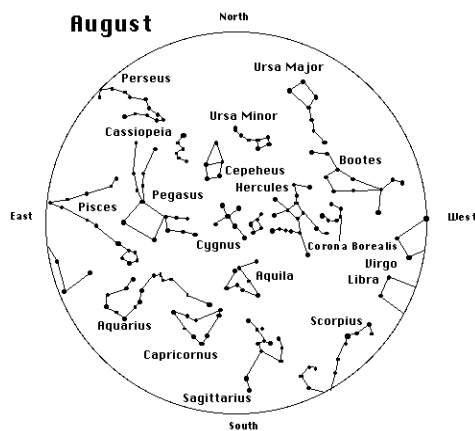 August
North
Perseus
Ursa Major
Ursa Minor
Cassiopeia
Cepeheus
Bootes
Hercules
Pisces
Pegasus
East
West
Cygnus
Corona Borealis
Virgo
Aquila
Libra
Aquarius
Scorpius
Capricornus
Sagittarius
South